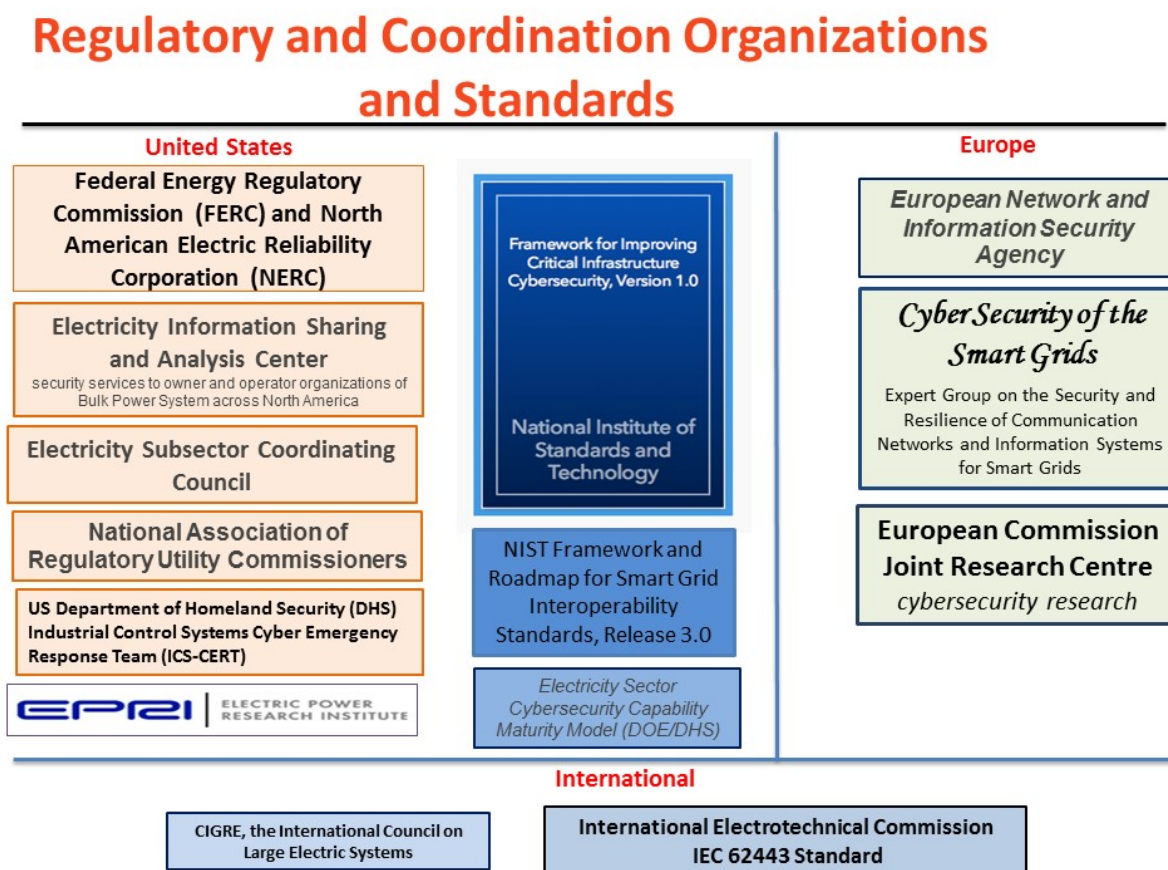 Regulatory and Coordination Organizations
and Standards
United States
Federal Energy Regulatory
Commission (FERC) and North
American Electric Reliability
Corporation (NERC)
Electricity Information Sharing
and Analysis Center
security services to owner and operator organizations of
Bulk Power System across North America
Electricity Subsector Coordinating
Council
National Association of
Regulatory Utility Commissioners
US Department of Homeland Security (DHS)
Industrial Control Systems Cyber Emergency
Response Team (ICS-CERT)
EPRI
ELECTRIC POWER
RESEARCH INSTITUTE
Framework for Improving
Critical Infrastructure
Cybersecurity, Version 1.0
National Institute of
Standards and
Technology
NIST Framework and
Roadmap for Smart Grid
Interoperability
Standards, Release 3.0
Electricity Sector
Cybersecurity Capability
Maturity Model (DOE/DHS)
Europe
European Network and
Information Security
Agency
Cyber Security of the
Smart Grids
Expert Group on the Security and
Resilience of Communication
Networks and Information Systems
for Smart Grids
European Commission
Joint Research Centre
cybersecurity research
International
CIGRE, the International Council on
Large Electric Systems
International Electrotechnical Commission
IEC 62443 Standard